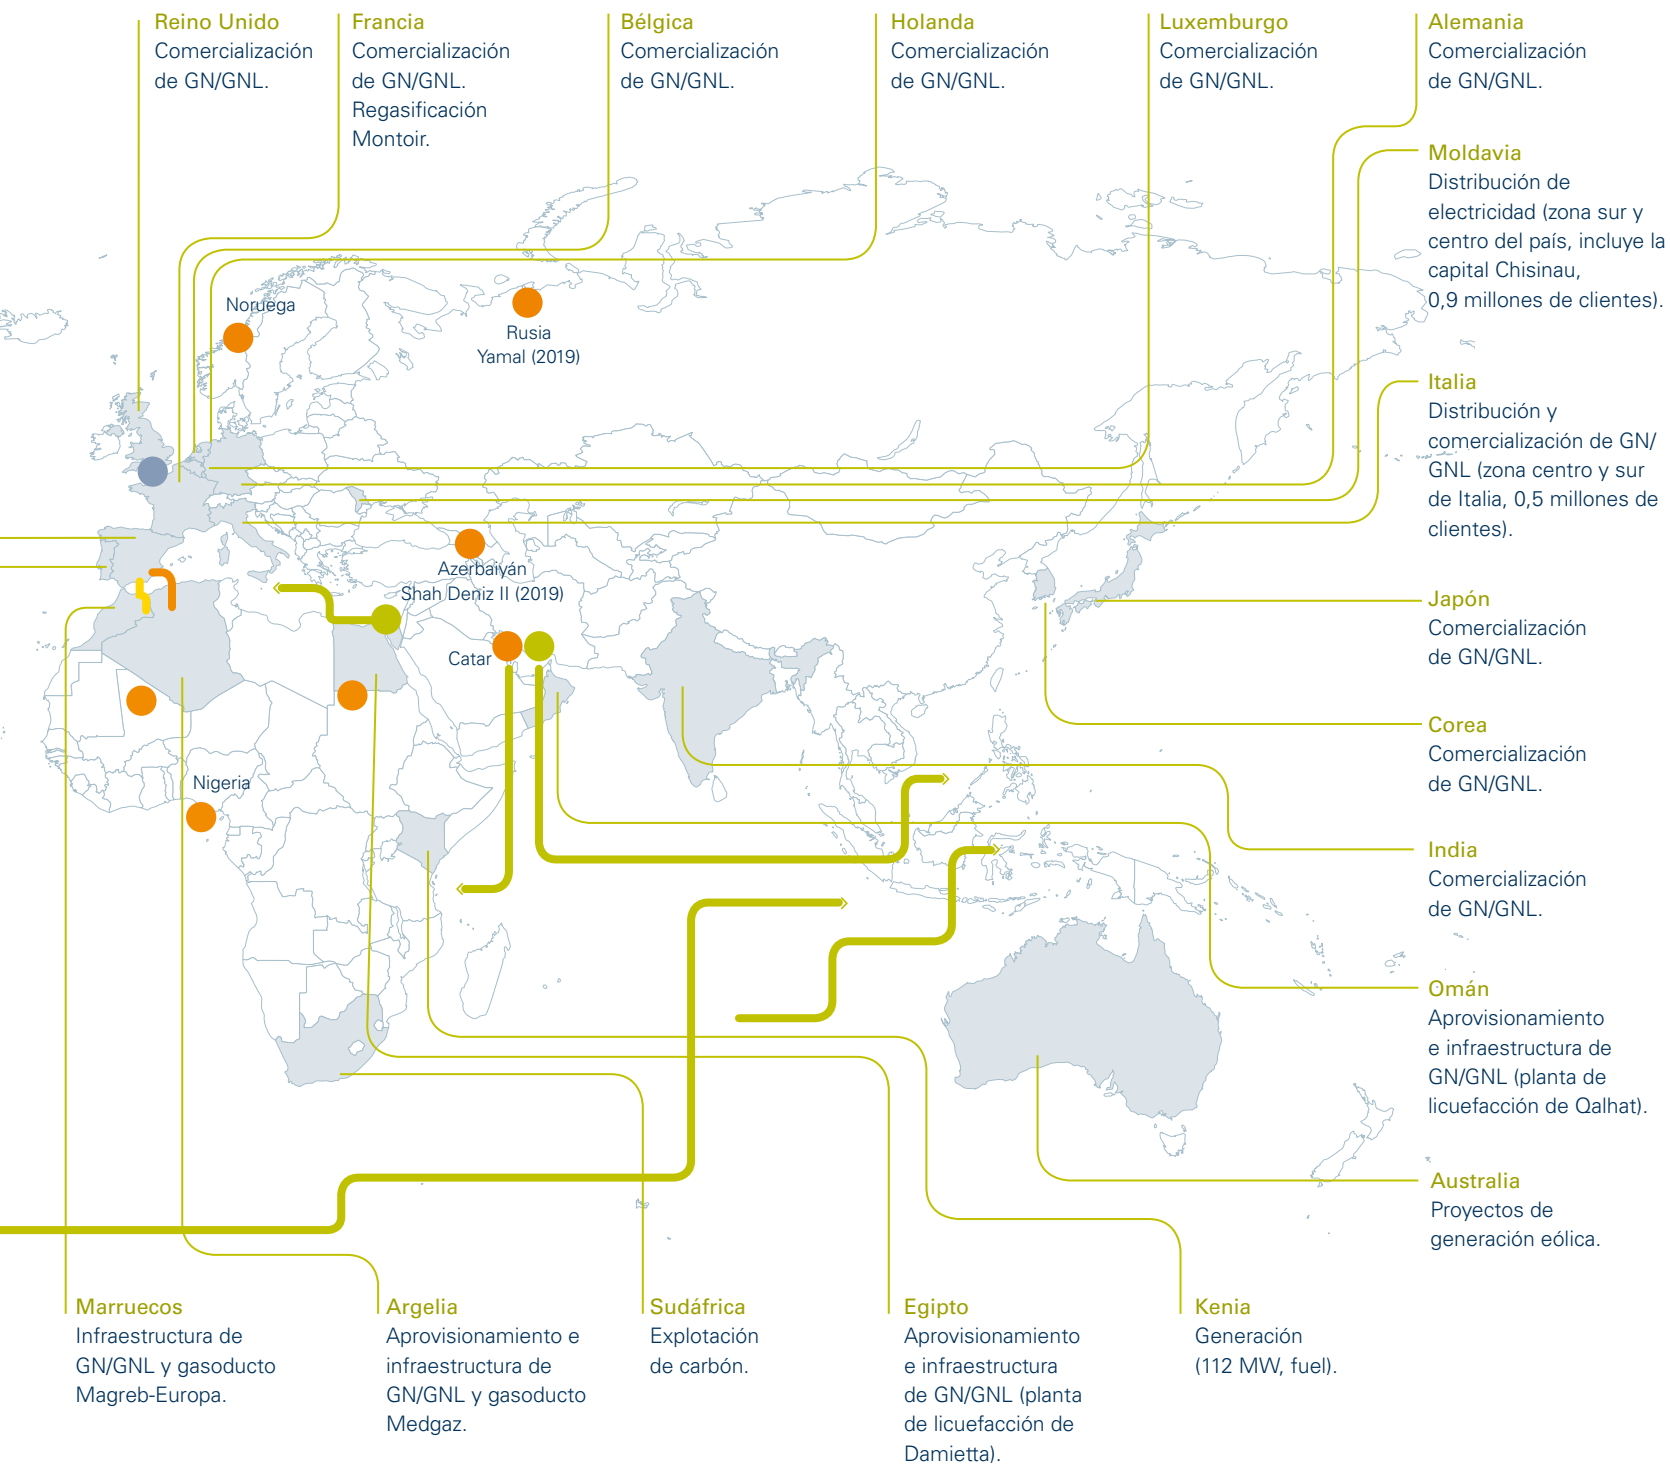 Reino Unido
Comercialización
de GN/GNL.
Francia
Comercialización
de GN/GNL.
Regasificación
Montoir.
Bélgica
Comercialización
de GN/GNL.
Holanda
Comercialización
de GN/GNL.
Luxemburgo
Comercialización
de GN/GNL.
Alemania
Comercialización
de GN/GNL.
Moldavia
Distribución de
electricidad (zona sur y
centro del país, incluye la
capital Chisinau,
0,9 millones de clientes).
Italia
Distribución y
comercialización de GN/
GNL (zona centro y sur
de Italia, 0,5 millones de
clientes).
Japón
Comercialización
de GN/GNL.
Corea
Comercialización
de GN/GNL.
India
Comercialización
de GN/GNL.
Omán
Aprovisionamiento
e infraestructura de
GN/GNL (planta de
licuefacción de Qalhat).
Australia
Proyectos de
generación eólica.
Noruega
Rusia
Yamal (2019)
Azerbaiyán
Shah Deniz II (2019)
Catar
Nigeria
Marruecos
Infraestructura de
GN/GNL y gasoducto
Magreb-Europa.
Argelia
Aprovisionamiento e
infraestructura de
GN/GNL y gasoducto
Medgaz.
Sudáfrica
Explotación
de carbón.
Egipto
Aprovisionamiento
e infraestructura
de GN/GNL (planta
de licuefacción de
Damietta).
Kenia
Generación
(112 MW, fuel).